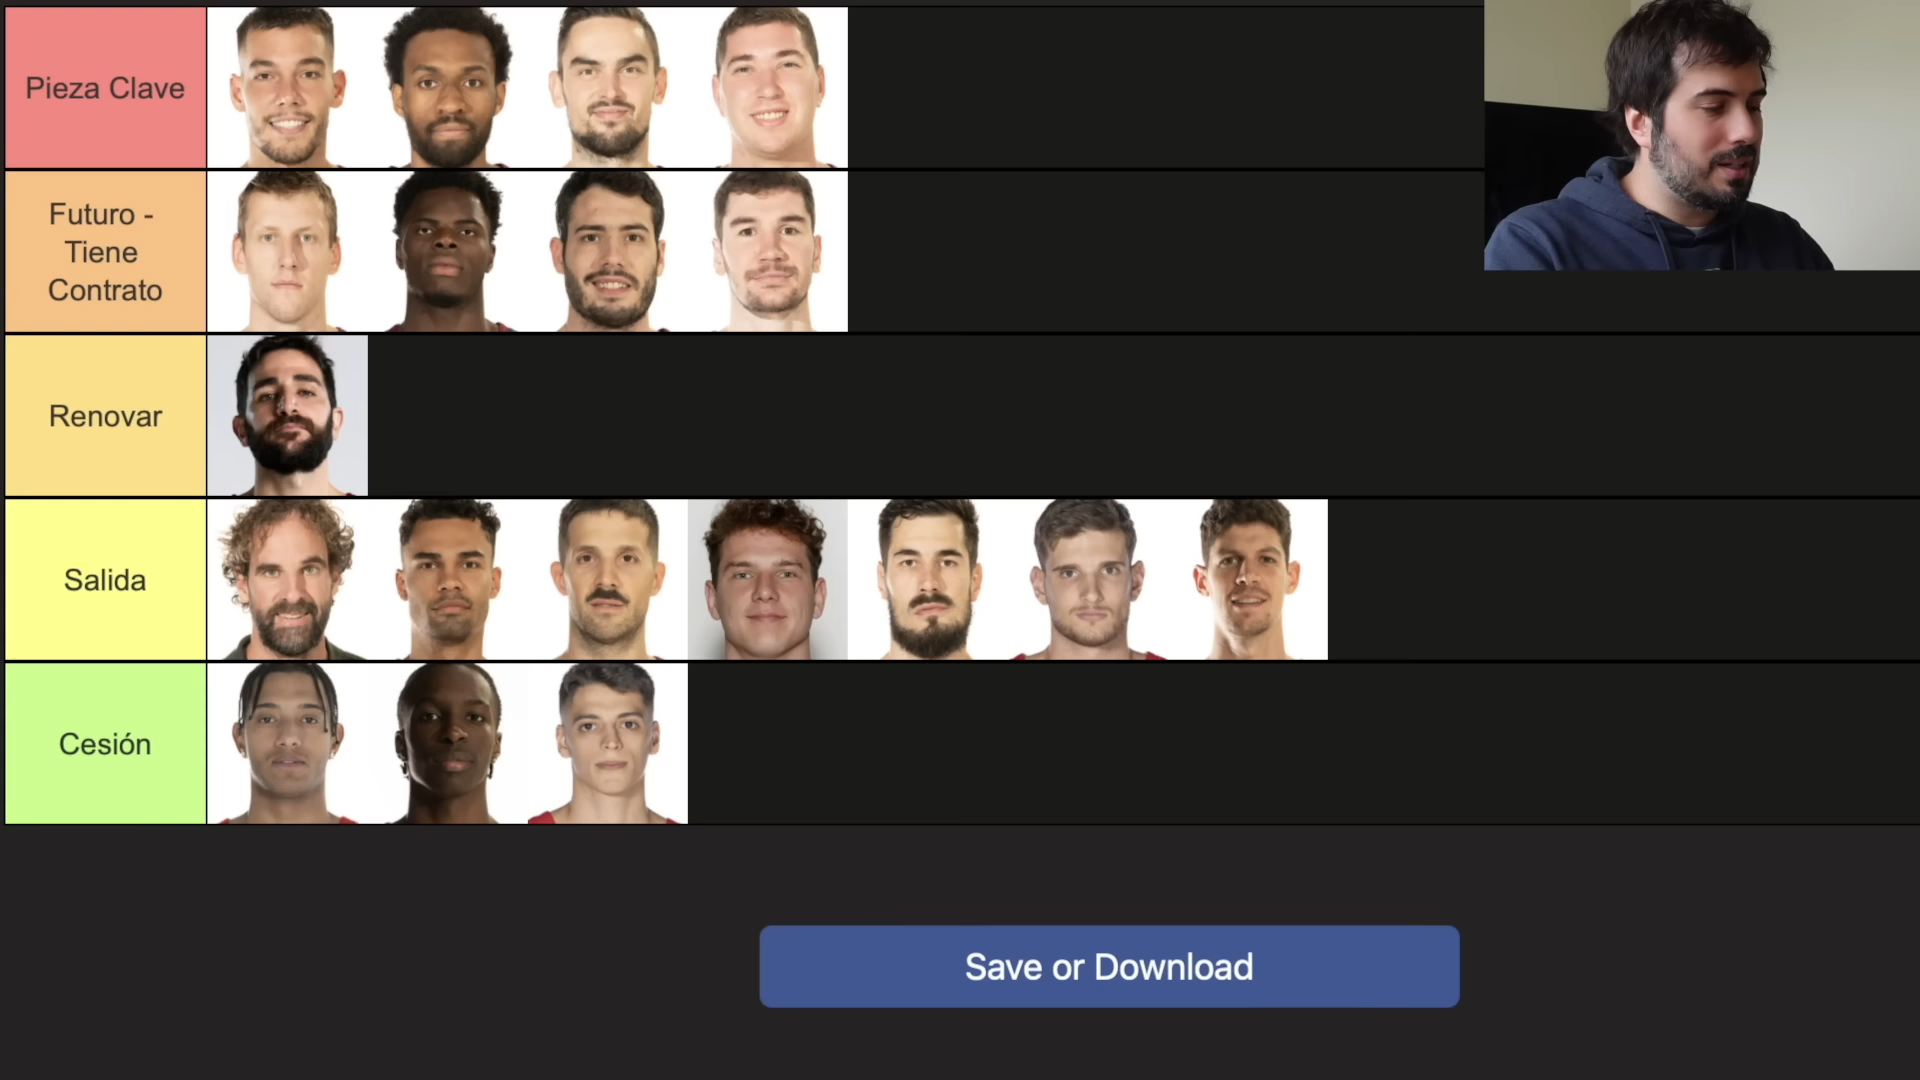 Pieza Clave
Futuro -
Tiene
Contrato
Renovar
Salida
Cesión
Save or Download